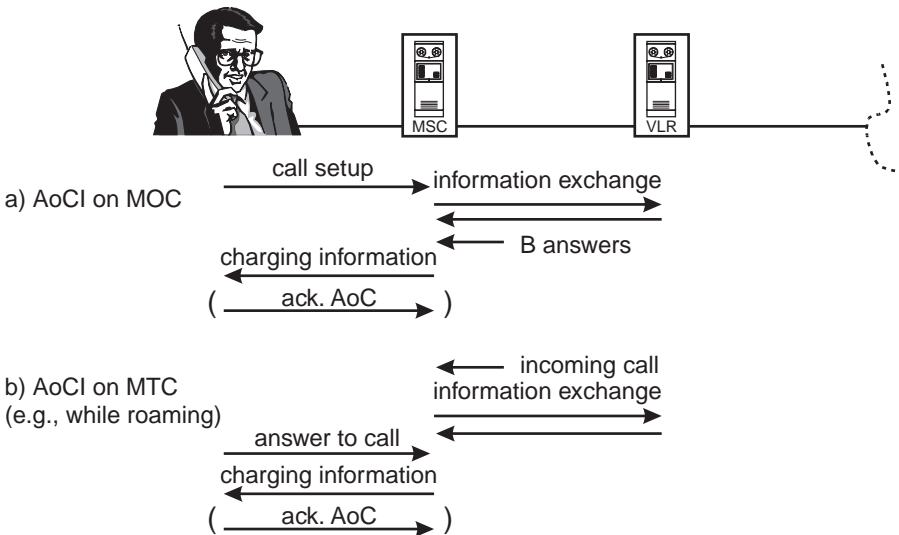 MSC
VLR
call setup
information exchange
a) AoCI on MOC
B answers
charging information
( ack. AoC )
incoming call
b) AoCI on MTC
information exchange
(e.g., while roaming)
answer to call
charging information
( ack. AoC )